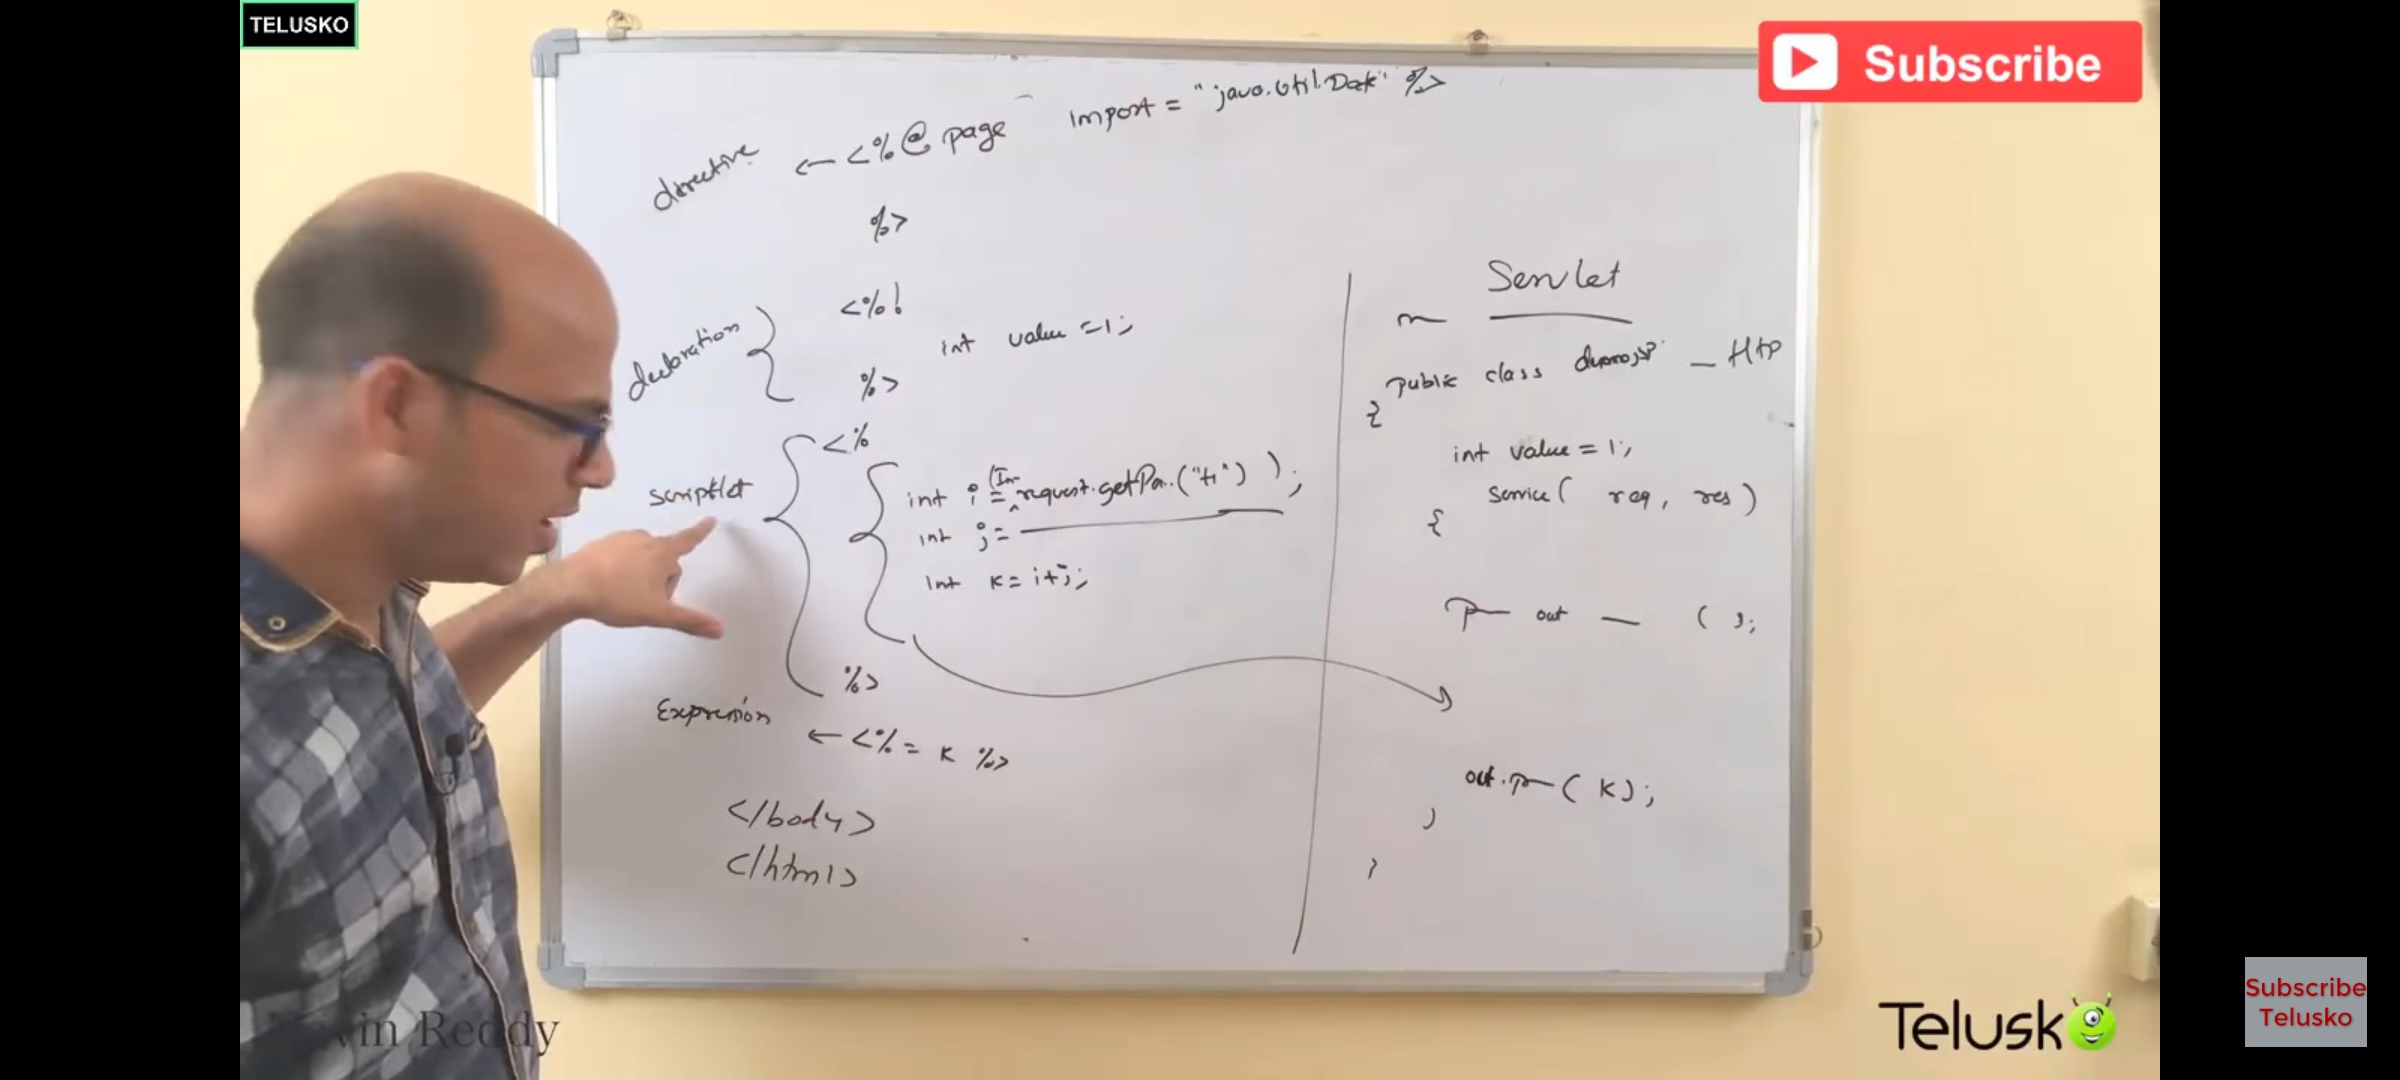 TELUSKO
Subscribe
directive ← <%@ page import = "java.util.Date" %>
%>
declaration
<%!
int value =1;
%>
scriptlet
<%
int i = (In request.getPa..("t1") );
int j =
int k = i+j;
%>
Expression ← <%= k %>
</body>
</html>
Servlet
public class demojsp — Http
{
int value = 1;
service( req, res)
{
out — ( );
out.p—( k);
}
}
vin Reddy
Telusko
Subscribe
Telusko